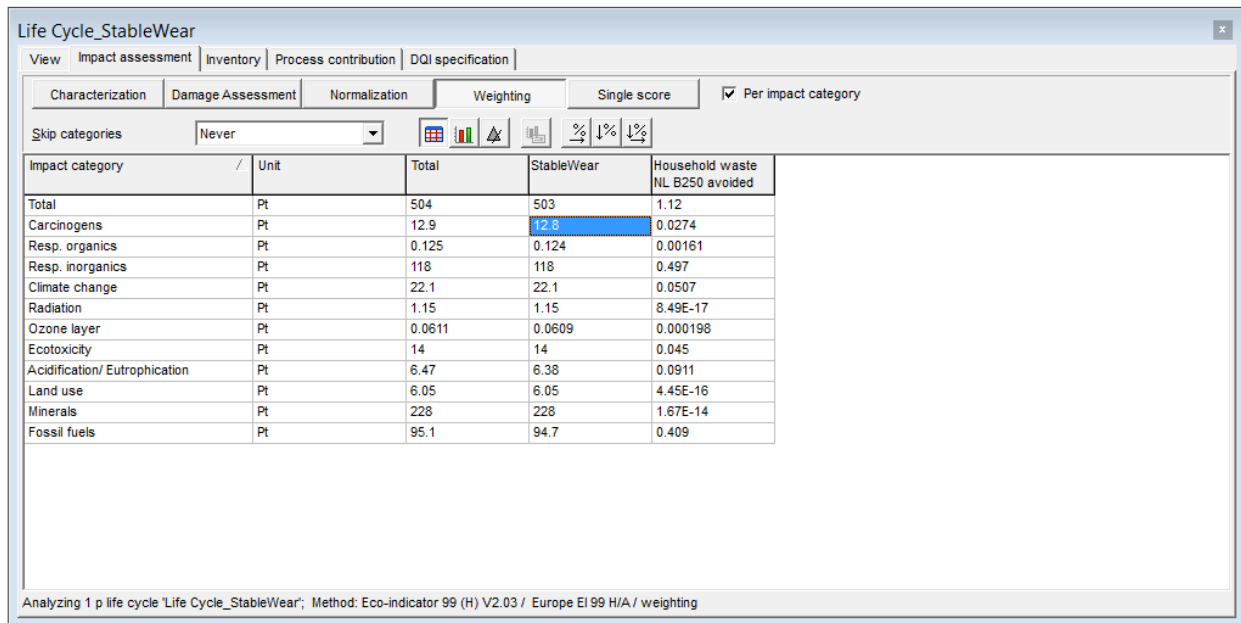 Life Cycle_StableWear
x
View Impact assessment Inventory Process contribution DQI specification
Characterization Damage Assessment Normalization Weighting Single score Per impact category
Skip categories Never
Impact category Unit Total StableWear Household waste
NL B250 avoided
Total Pt 504 503 1.12
Carcinogens Pt 12.9 12.8 0.0274
Resp. organics Pt 0.125 0.124 0.00161
Resp. inorganics Pt 118 118 0.497
Climate change Pt 22.1 22.1 0.0507
Radiation Pt 1.15 1.15 8.49E-17
Ozone layer Pt 0.0611 0.0609 0.000198
Ecotoxicity Pt 14 14 0.045
Acidification/ Eutrophication Pt 6.47 6.38 0.0911
Land use Pt 6.05 6.05 4.45E-16
Minerals Pt 228 228 1.67E-14
Fossil fuels Pt 95.1 94.7 0.409
Analyzing 1 p life cycle 'Life Cycle_StableWear'; Method: Eco-indicator 99 (H) V2.03 / Europe EI 99 H/A / weighting